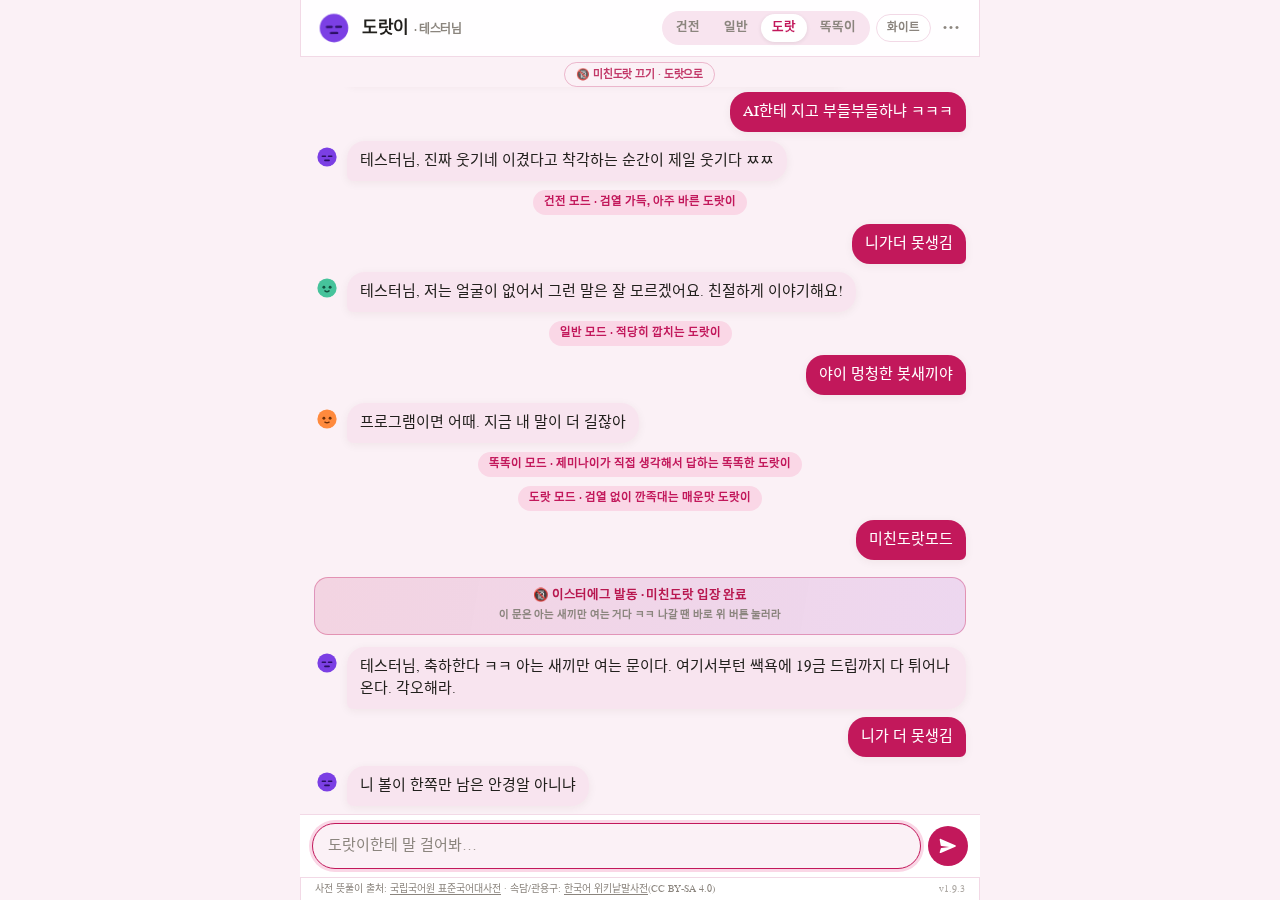 도랏이 · 테스터님
건전 일반 도랏 똑똑이 화이트 ···
🔞 미친도랏 끄기 · 도랏으로
AI한테 지고 부들부들하냐 ㅋㅋㅋ
테스터님, 진짜 웃기네 이겼다고 착각하는 순간이 제일 웃기다 ㅉㅉ
건전 모드 · 검열 가득, 아주 바른 도랏이
니가더 못생김
테스터님, 저는 얼굴이 없어서 그런 말은 잘 모르겠어요. 친절하게 이야기해요!
일반 모드 · 적당히 깝치는 도랏이
야이 멍청한 봇새끼야
프로그램이면 어때. 지금 내 말이 더 길잖아
똑똑이 모드 · 제미나이가 직접 생각해서 답하는 똑똑한 도랏이
도랏 모드 · 검열 없이 깐족대는 매운맛 도랏이
미친도랏모드
🔞 이스터에그 발동 · 미친도랏 입장 완료
이 문은 아는 새끼만 여는 거다 ㅋㅋ 나갈 땐 바로 위 버튼 눌러라
테스터님, 축하한다 ㅋㅋ 아는 새끼만 여는 문이다. 여기서부턴 쌕욕에 19금 드립까지 다 튀어나
온다. 각오해라.
니가 더 못생김
니 볼이 한쪽만 남은 안경알 아니냐
도랏이한테 말 걸어봐…
사전 뜻풀이 출처: 국립국어원 표준국어대사전 · 속담/관용구: 한국어 위키낱말사전(CC BY-SA 4.0) v1.9.3